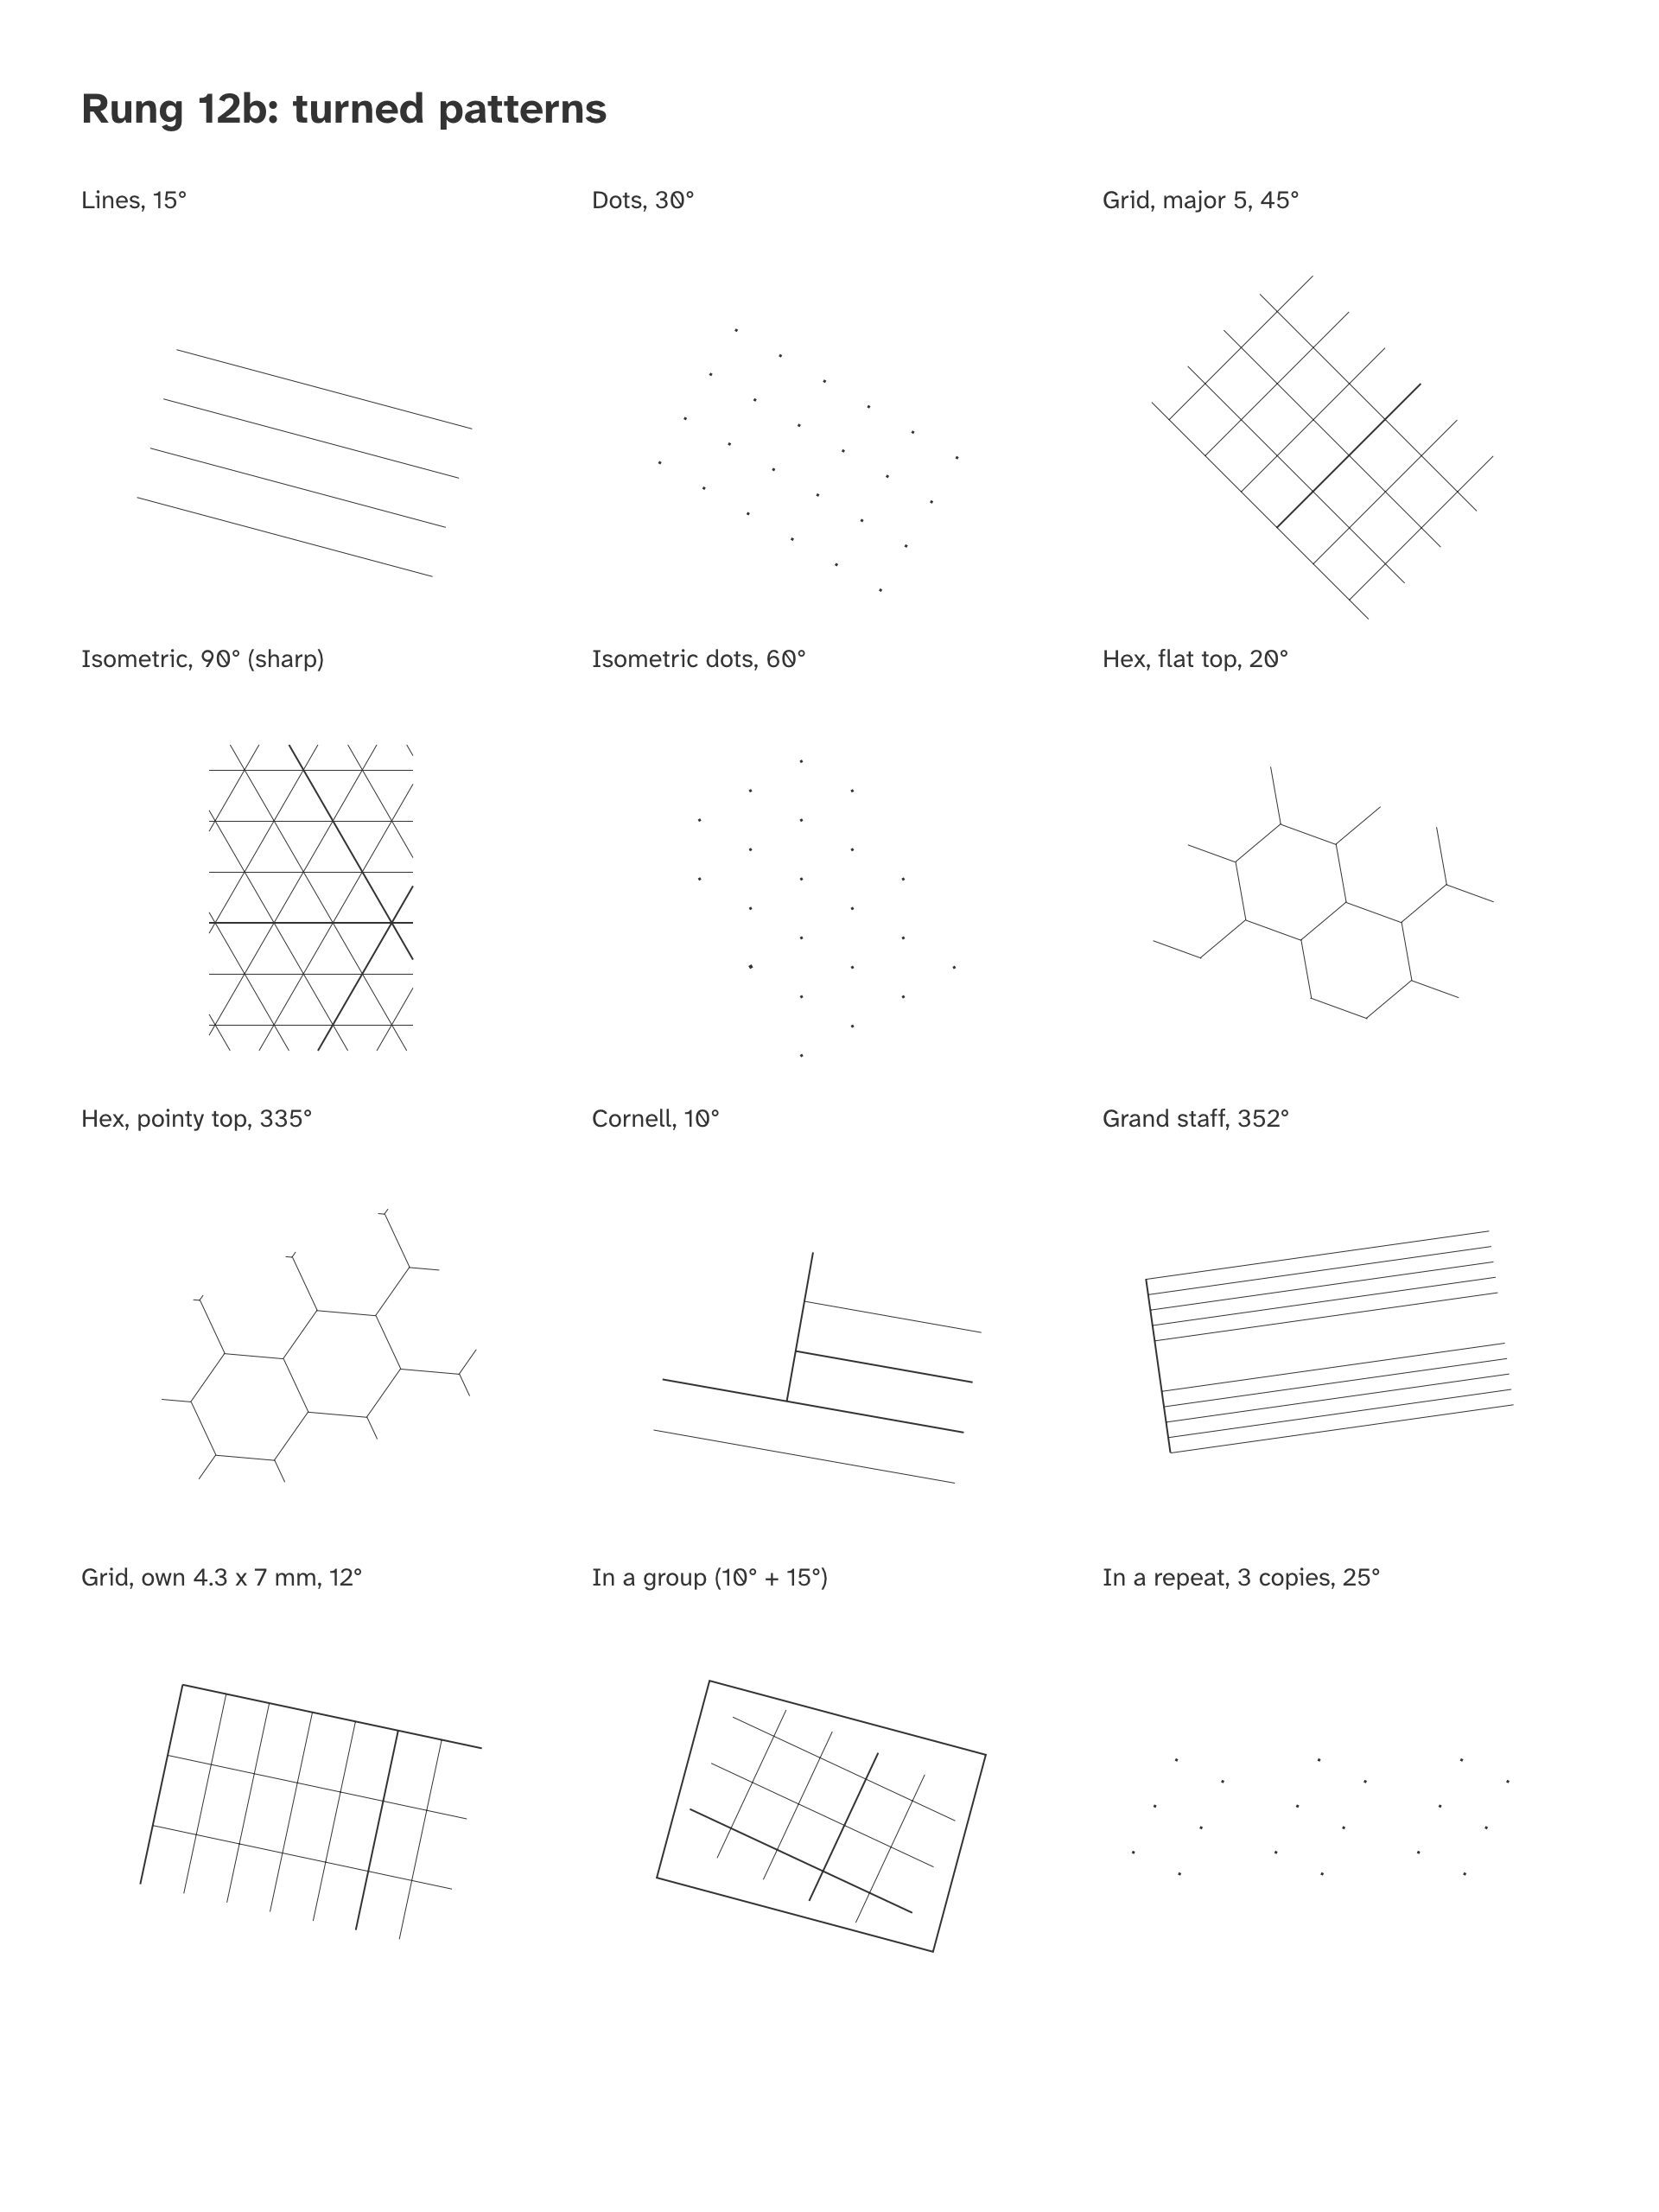 Rung 12b: turned patterns
Lines, 15°
Dots, 30°
Grid, major 5, 45°
Isometric, 90° (sharp)
Isometric dots, 60°
Hex, flat top, 20°
Hex, pointy top, 335°
Cornell, 10°
Grand staff, 352°
Grid, own 4.3 x 7 mm, 12°
In a group (10° + 15°)
In a repeat, 3 copies, 25°